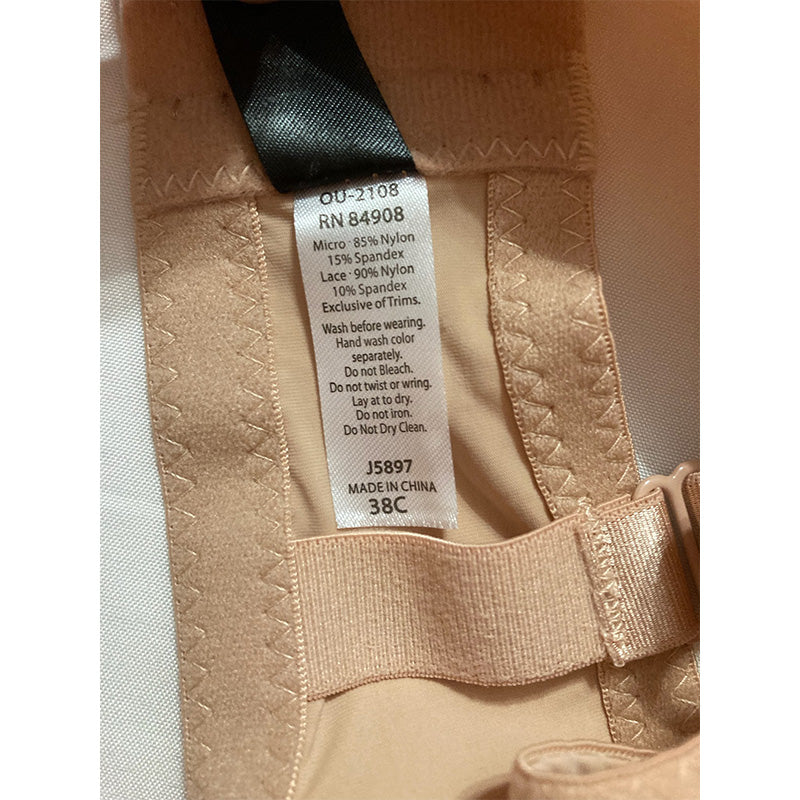 OU-2108
RN 84908
Micro · 85% Nylon
15% Spandex
Lace · 90% Nylon
10% Spandex
Exclusive of Trims.
Wash before wearing.
Hand wash color
separately.
Do not Bleach.
Do not twist or wring.
Lay at to dry.
Do not iron.
Do Not Dry Clean.
J5897
MADE IN CHINA
38C